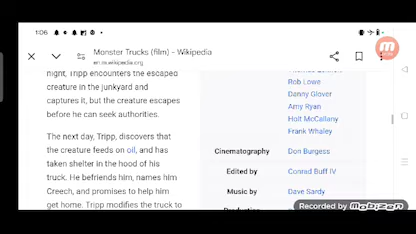 1:06
Monster Trucks (film) - Wikipedia
en.m.wikipedia.org
night, Tripp encounters the escaped
creature in the junkyard and
captures it, but the creature escapes
before he can seek authorities.
The next day, Tripp, discovers that
the creature feeds on oil, and has
taken shelter in the hood of his
truck. He befriends him, names him
Creech, and promises to help him
get home. Tripp modifies the truck to
Rob Lowe
Danny Glover
Amy Ryan
Holt McCallany
Frank Whaley
Cinematography Don Burgess
Edited by Conrad Buff IV
Music by Dave Sardy
Production
Recorded by Mobizen